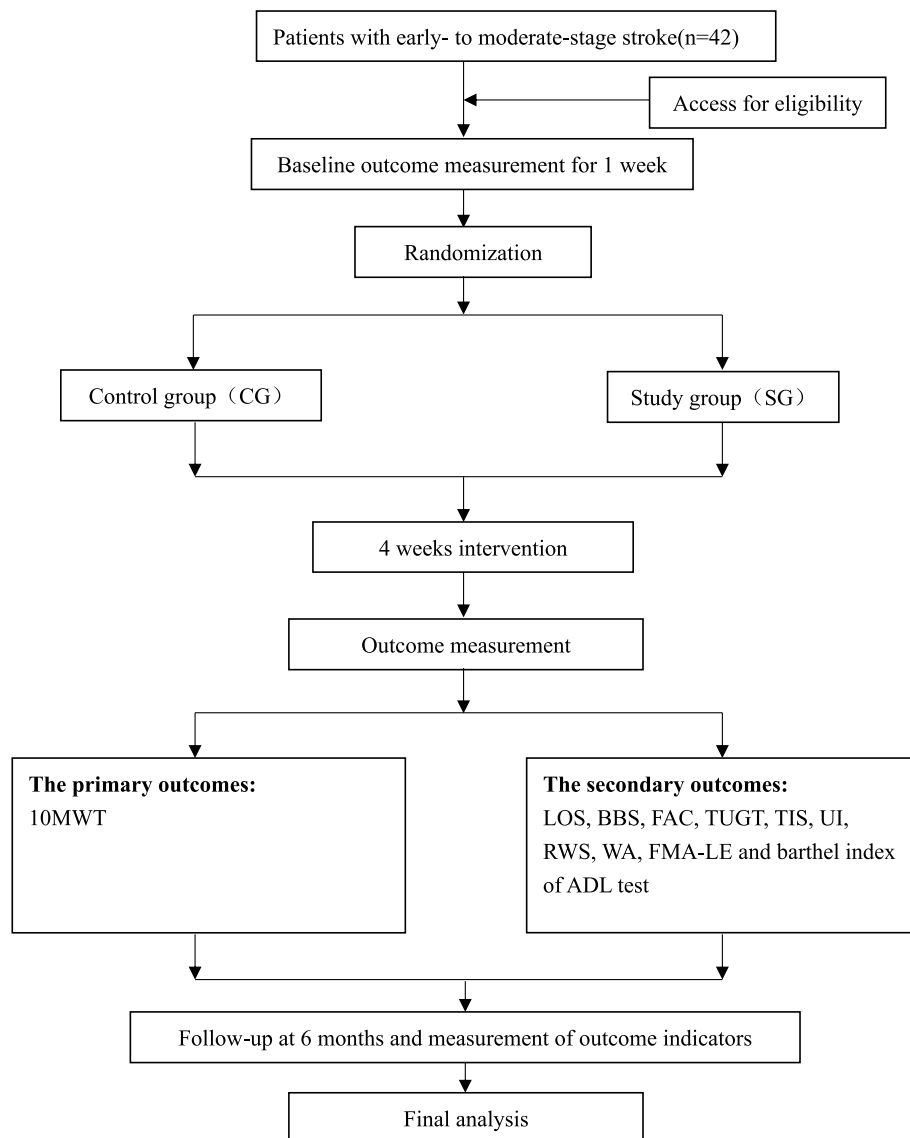 Patients with early- to moderate-stage stroke(n=42)
Access for eligibility
Baseline outcome measurement for 1 week
Randomization
Control group（CG）
Study group（SG）
4 weeks intervention
Outcome measurement
The primary outcomes:
10MWT
The secondary outcomes:
LOS, BBS, FAC, TUGT, TIS, UI,
RWS, WA, FMA-LE and barthel index
of ADL test
Follow-up at 6 months and measurement of outcome indicators
Final analysis